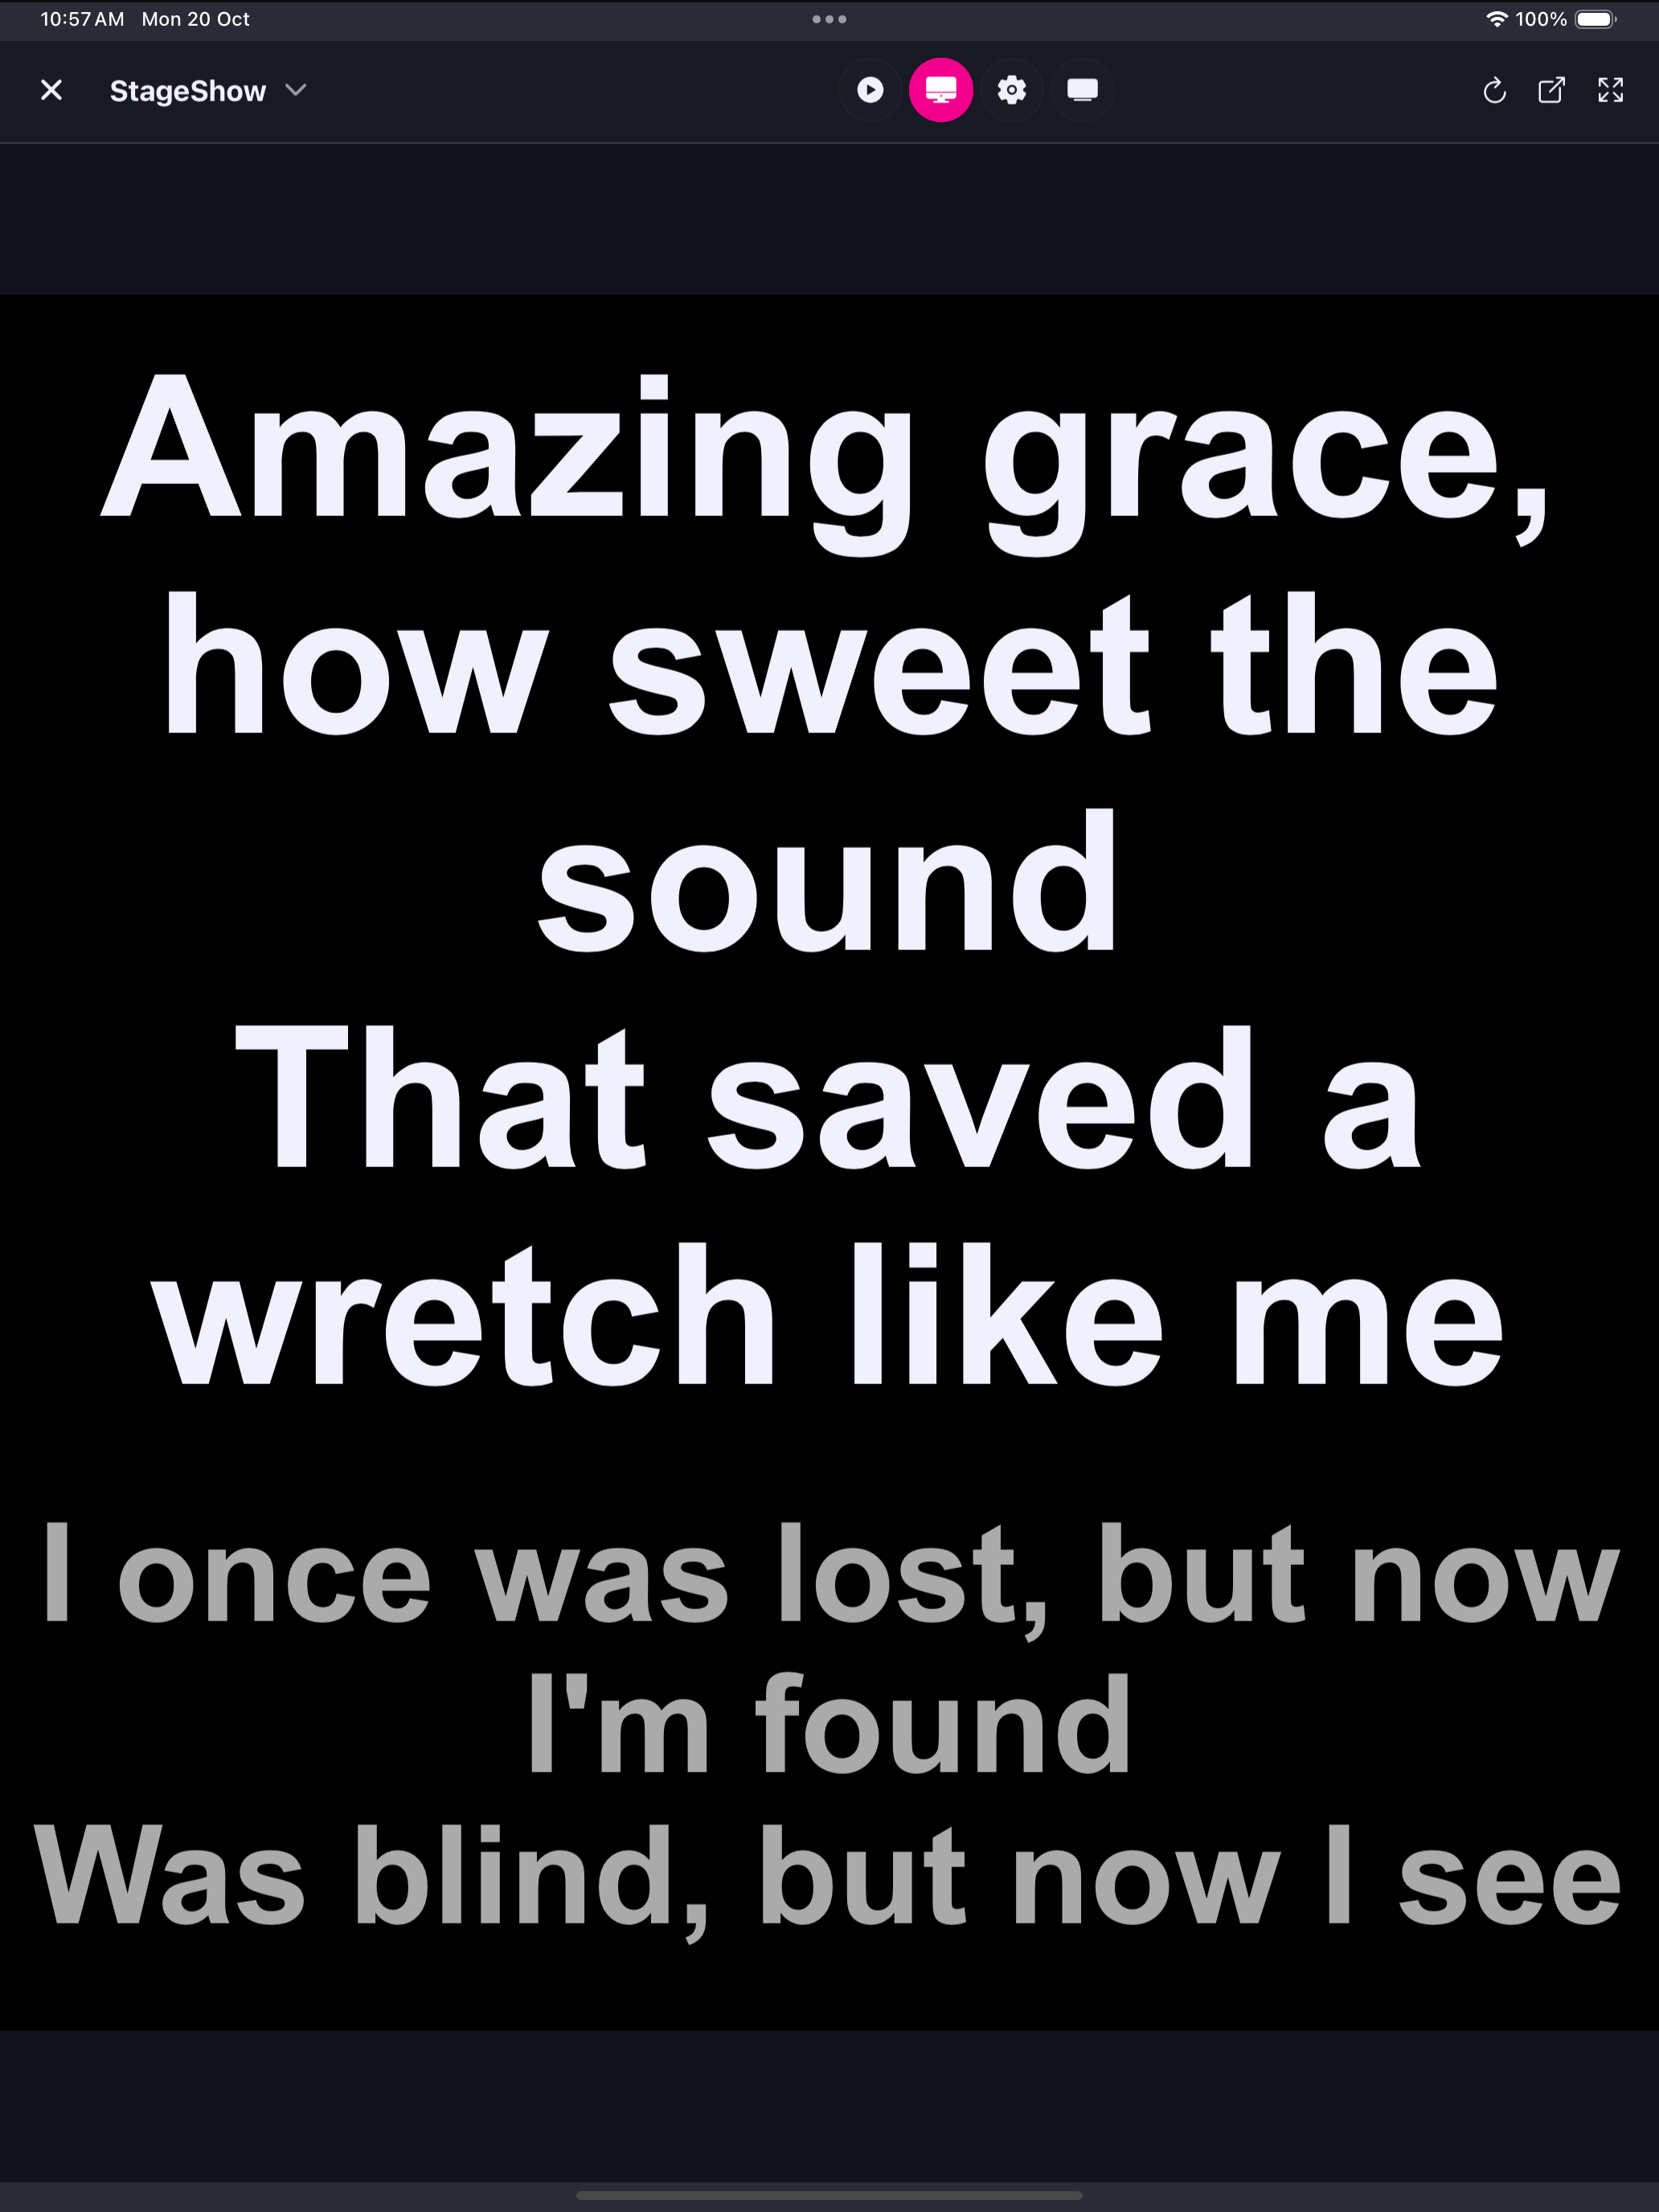 10:57 AM Mon 20 Oct
100%
StageShow
Amazing grace,
how sweet the
sound
That saved a
wretch like me
I once was lost, but now
I'm found
Was blind, but now I see